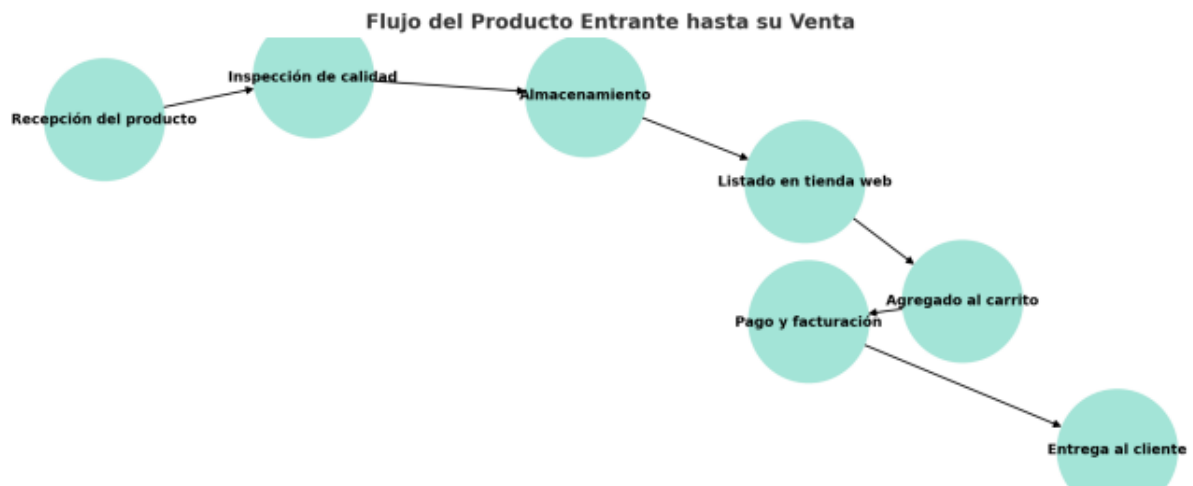 Flujo del Producto Entrante hasta su Venta
Recepción del producto
Inspección de calidad
Almacenamiento
Listado en tienda web
Agregado al carrito
Pago y facturación
Entrega al cliente